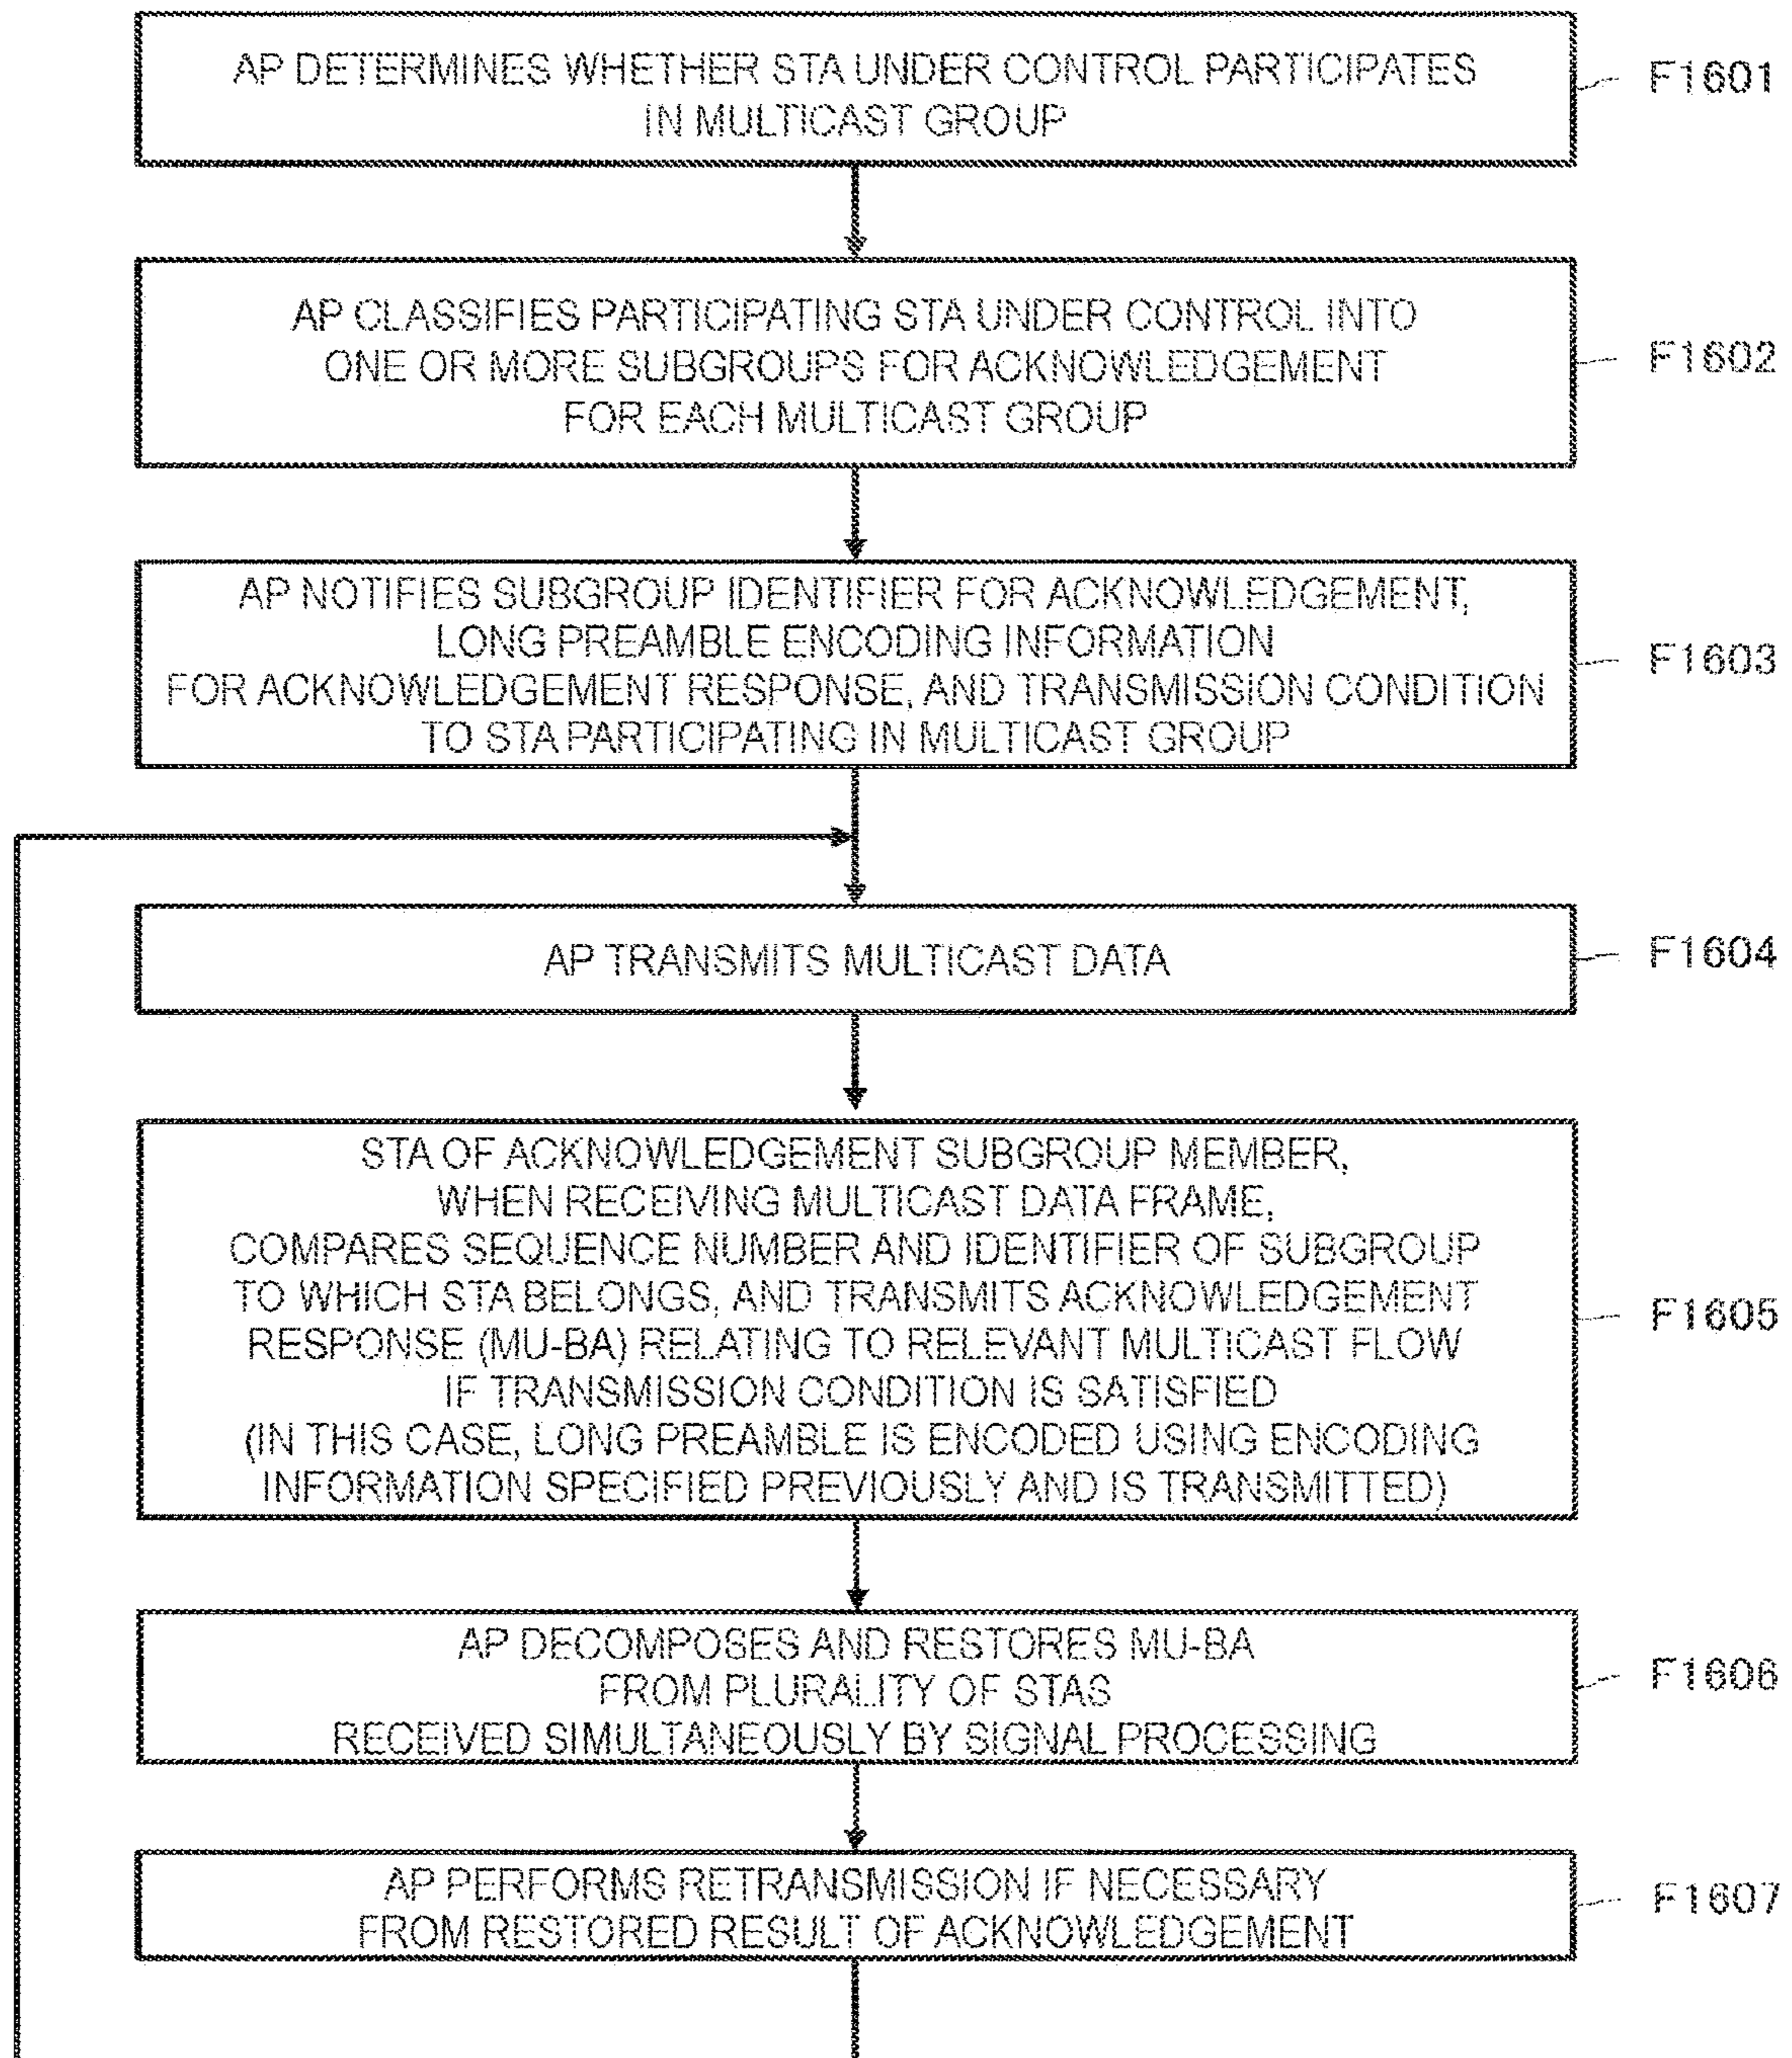 AP DETERMINES WHETHER STA UNDER CONTROL PARTICIPATES
IN MULTICAST GROUP
F1601
AP CLASSIFIES PARTICIPATING STA UNDER CONTROL INTO
ONE OR MORE SUBGROUPS FOR ACKNOWLEDGEMENT
FOR EACH MULTICAST GROUP
F1602
AP NOTIFIES SUBGROUP IDENTIFIER FOR ACKNOWLEDGEMENT,
LONG PREAMBLE ENCODING INFORMATION
FOR ACKNOWLEDGEMENT RESPONSE, AND TRANSMISSION CONDITION
TO STA PARTICIPATING IN MULTICAST GROUP
F1603
AP TRANSMITS MULTICAST DATA
F1604
STA OF ACKNOWLEDGEMENT SUBGROUP MEMBER,
WHEN RECEIVING MULTICAST DATA FRAME,
COMPARES SEQUENCE NUMBER AND IDENTIFIER OF SUBGROUP
TO WHICH STA BELONGS, AND TRANSMITS ACKNOWLEDGEMENT
RESPONSE (MU-BA) RELATING TO RELEVANT MULTICAST FLOW
IF TRANSMISSION CONDITION IS SATISFIED
(IN THIS CASE, LONG PREAMBLE IS ENCODED USING ENCODING
INFORMATION SPECIFIED PREVIOUSLY AND IS TRANSMITTED)
F1605
AP DECOMPOSES AND RESTORES MU-BA
FROM PLURALITY OF STAS
RECEIVED SIMULTANEOUSLY BY SIGNAL PROCESSING
F1606
AP PERFORMS RETRANSMISSION IF NECESSARY
FROM RESTORED RESULT OF ACKNOWLEDGEMENT
F1607